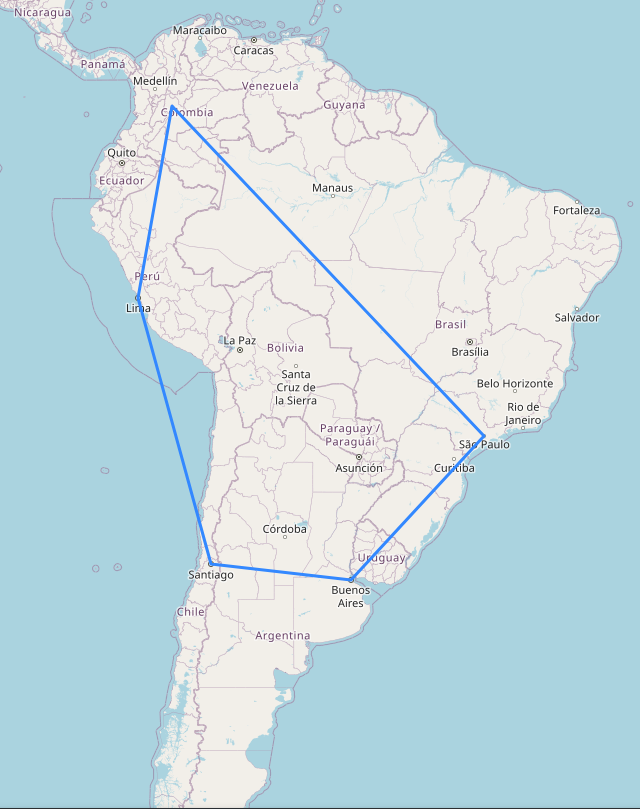 Nicaragua
Maracaibo
Caracas
Panamá
Medellín
Venezuela
Guyana
Colombia
Quito
Ecuador
Manaus
Fortaleza
Perú
Lima
Salvador
Brasil
La Paz
Bolivia
Brasília
Santa
Cruz de
la Sierra
Belo Horizonte
Rio de
Janeiro
Paraguay /
Paraguái
São Paulo
Asunción
Curitiba
Córdoba
Uruguay
Santiago
Buenos
Aires
Chile
Argentina